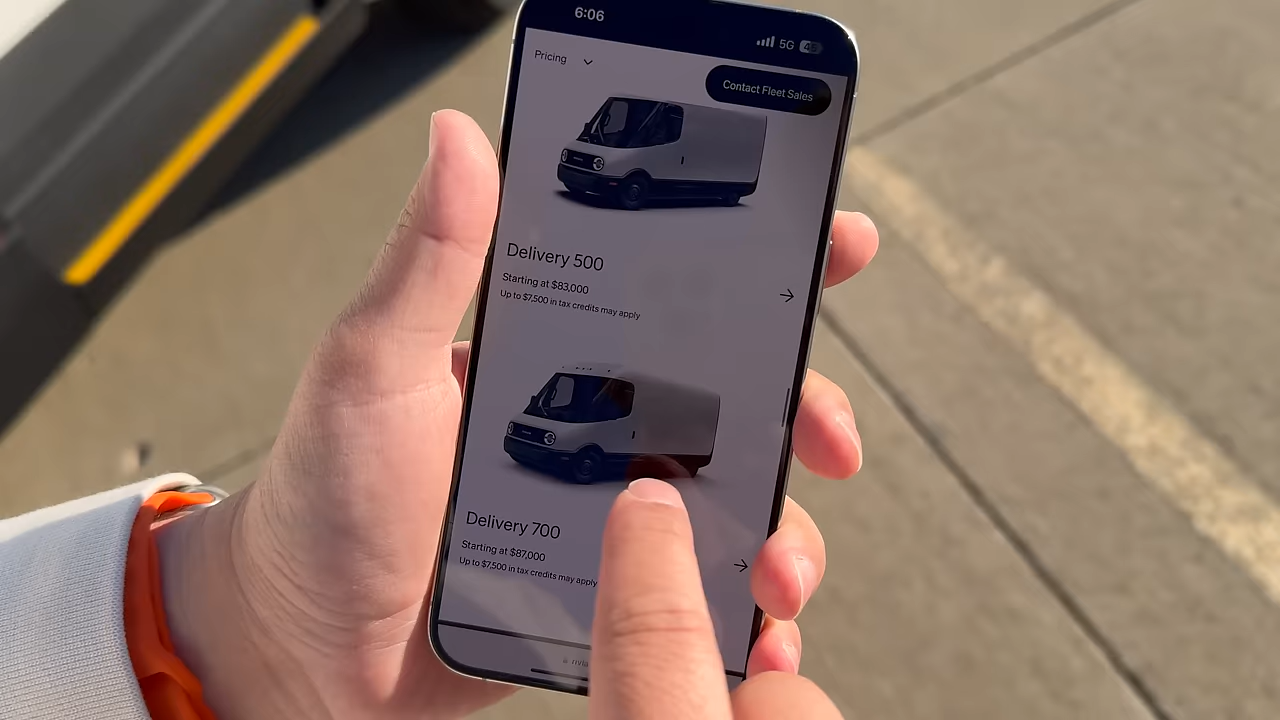 6:06
5G 46
Pricing
Contact Fleet Sales
Delivery 500
Starting at $83,000
Up to $7,500 in tax credits may apply
Delivery 700
Starting at $87,000
Up to $7,500 in tax credits may apply